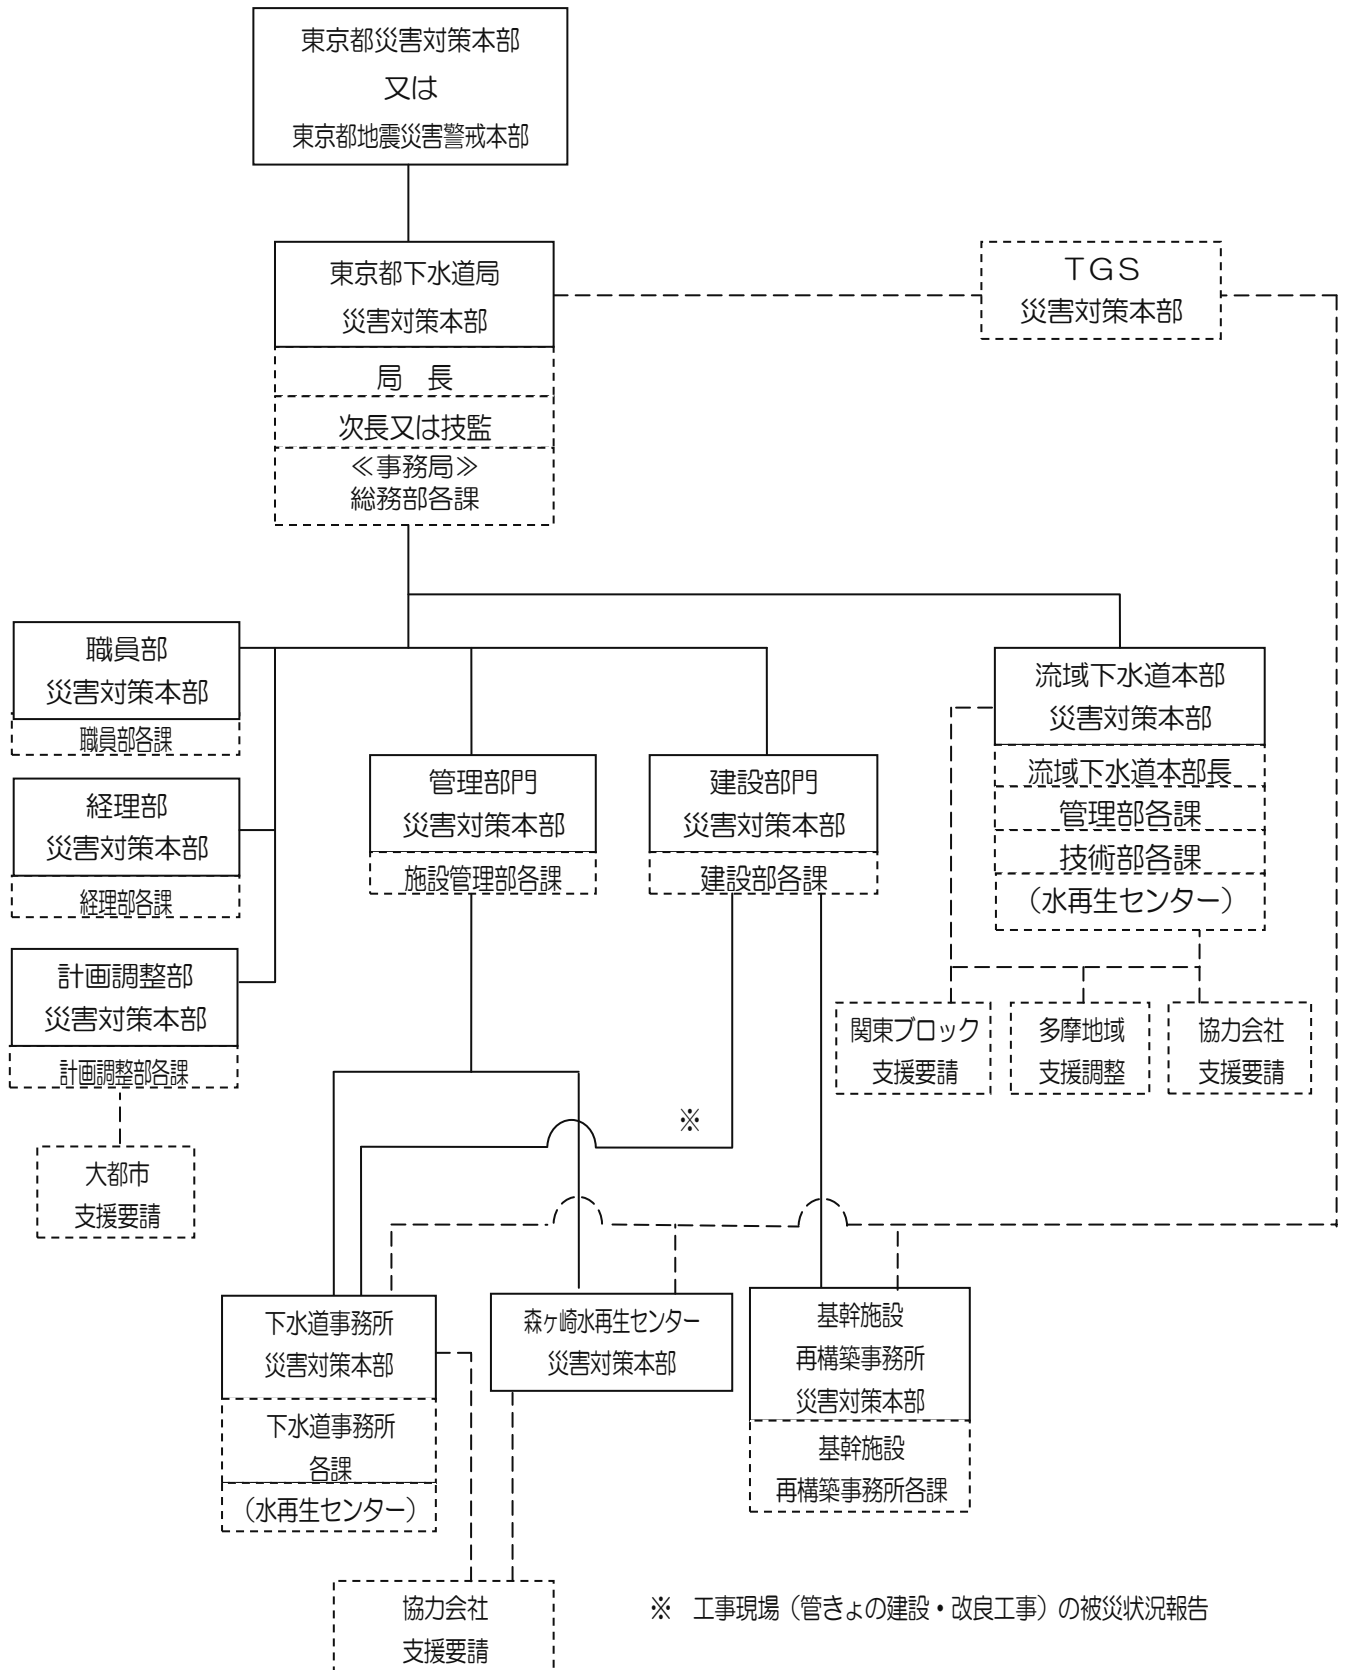 東京都災害対策本部
又は
東京都地震災害警戒本部
東京都下水道局
災害対策本部
局　長
次長又は技監
≪事務局≫
総務部各課
ＴＧＳ
災害対策本部
職員部
災害対策本部
職員部各課
経理部
災害対策本部
経理部各課
計画調整部
災害対策本部
計画調整部各課
大都市
支援要請
管理部門
災害対策本部
施設管理部各課
建設部門
災害対策本部
建設部各課
流域下水道本部
災害対策本部
流域下水道本部長
管理部各課
技術部各課
（水再生センター）
関東ブロック
支援要請
多摩地域
支援調整
協力会社
支援要請
※
下水道事務所
災害対策本部
下水道事務所
各課
（水再生センター）
森ヶ崎水再生センター
災害対策本部
基幹施設
再構築事務所
災害対策本部
基幹施設
再構築事務所各課
協力会社
支援要請
※　工事現場（管きょの建設・改良工事）の被災状況報告